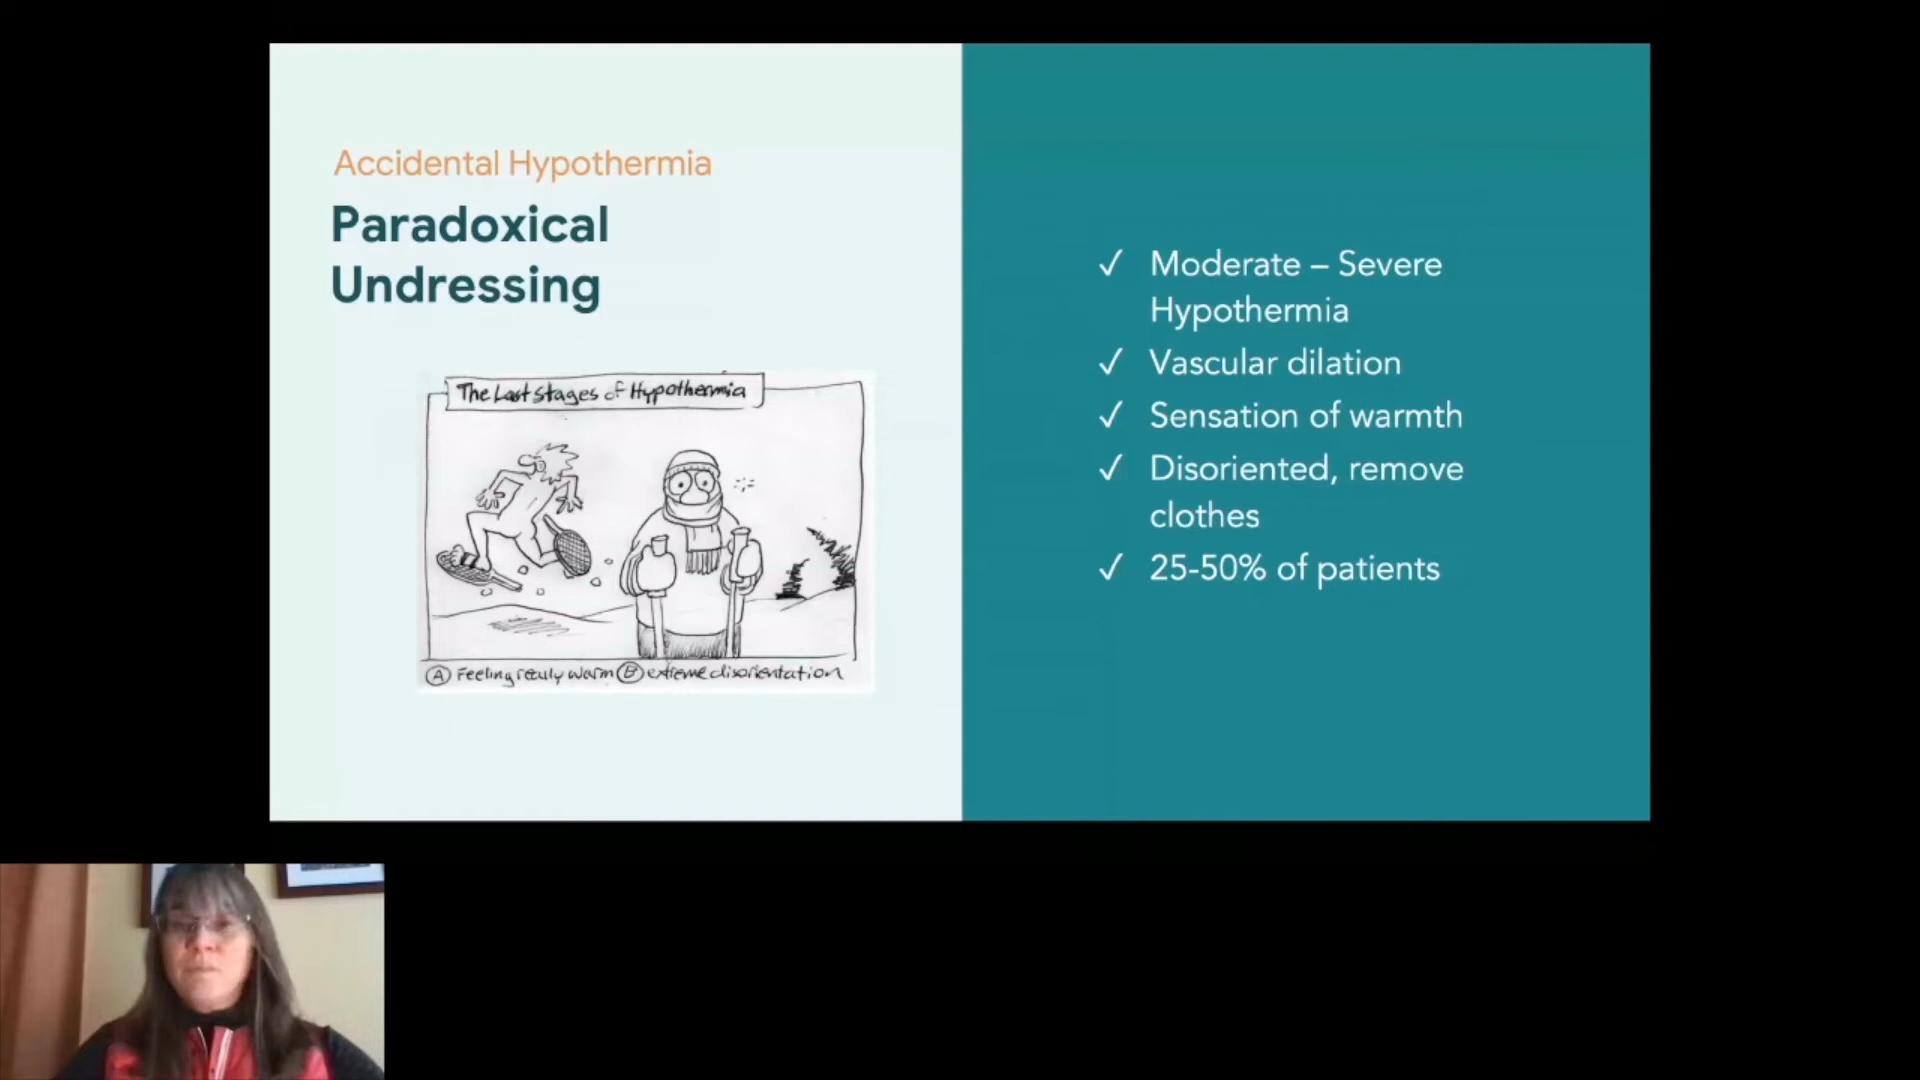 Accidental Hypothermia
Paradoxical
Undressing
The Last Stages of Hypothermia
A Feeling really warm B extreme disorientation
✓ Moderate – Severe
Hypothermia
✓ Vascular dilation
✓ Sensation of warmth
✓ Disoriented, remove
clothes
✓ 25-50% of patients